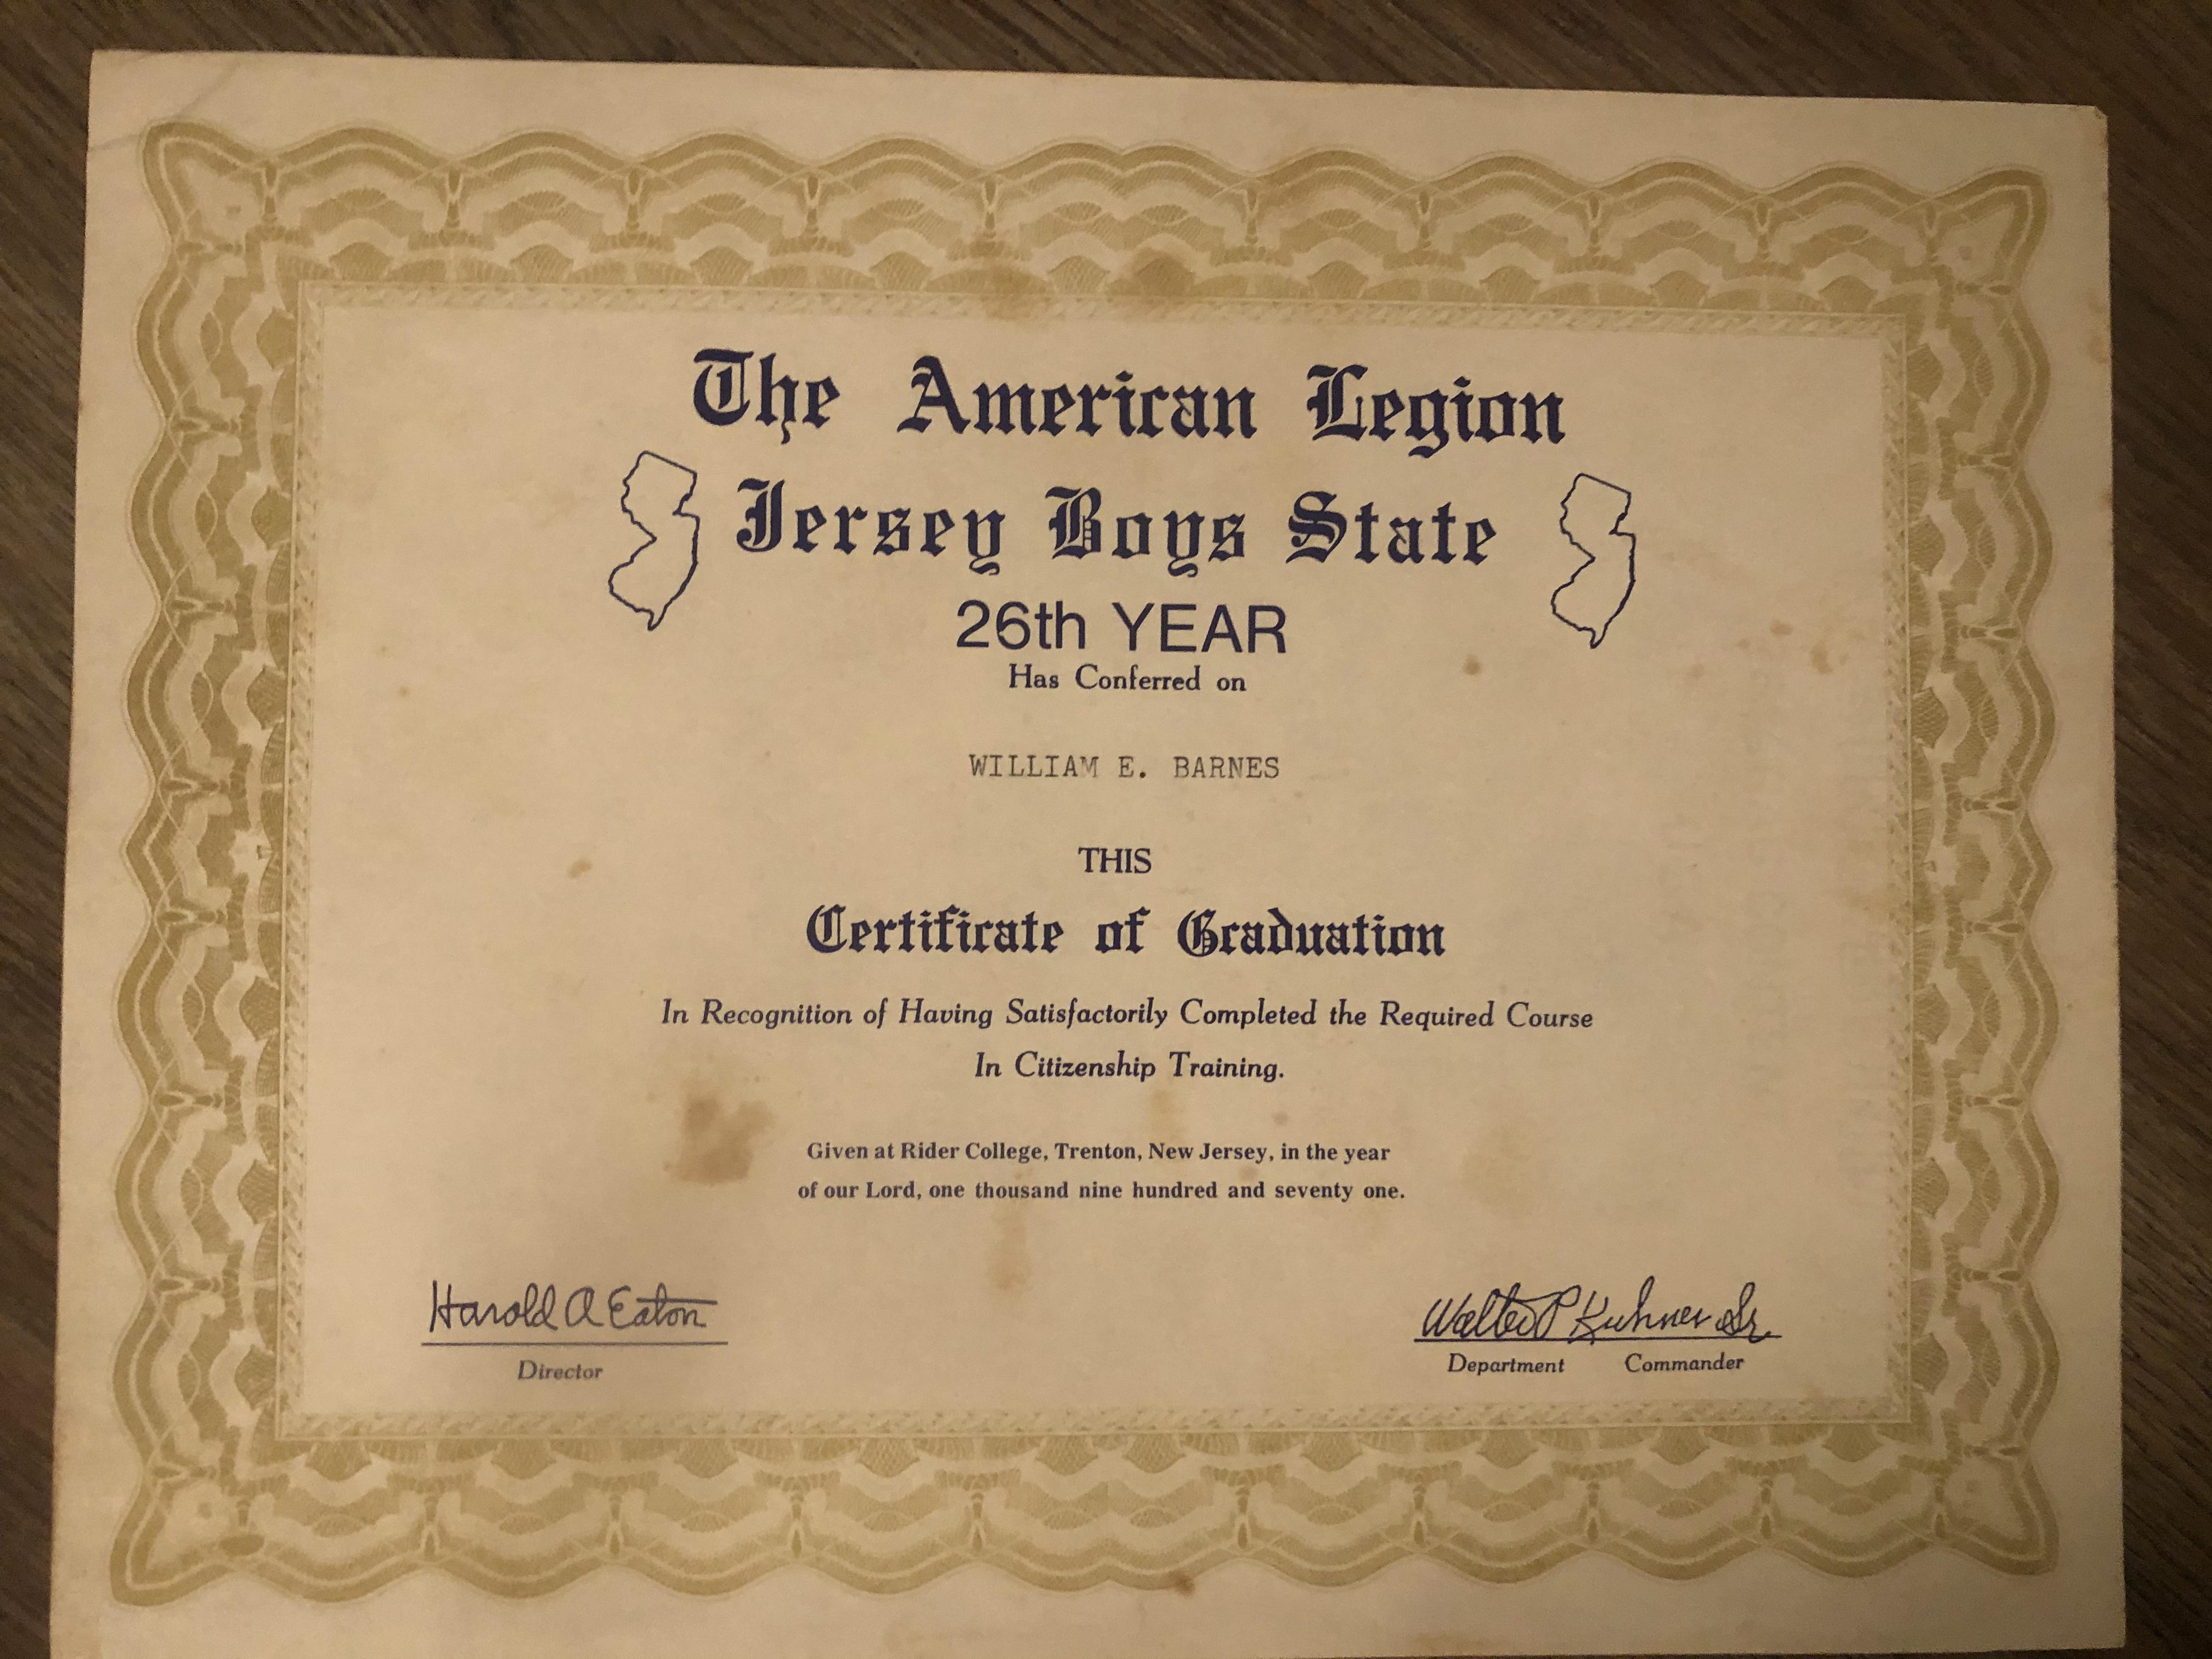 The American Legion
Jersey Boys State
26th YEAR
Has Conferred on
WILLIAM E. BARNES
THIS
Certificate of Graduation
In Recognition of Having Satisfactorily Completed the Required Course
In Citizenship Training.
Given at Rider College, Trenton, New Jersey, in the year
of our Lord, one thousand nine hundred and seventy one.
Harold A Eaton
Director
Walter P Kuhner Sr.
Department Commander